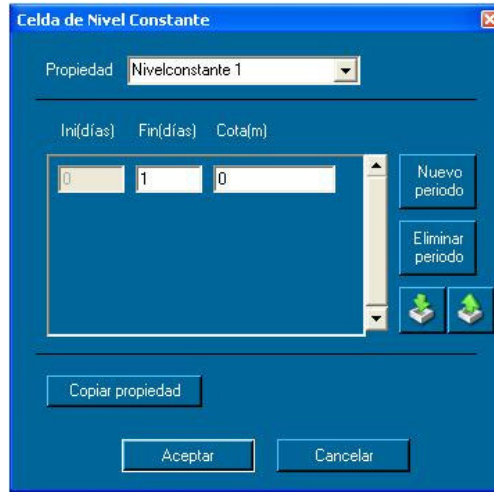 Celda de Nivel Constante
Propiedad Nivelconstante 1
Ini(días) Fin(días) Cota(m)
0 1 0
Nuevo
periodo
Eliminar
periodo
Copiar propiedad
Aceptar Cancelar